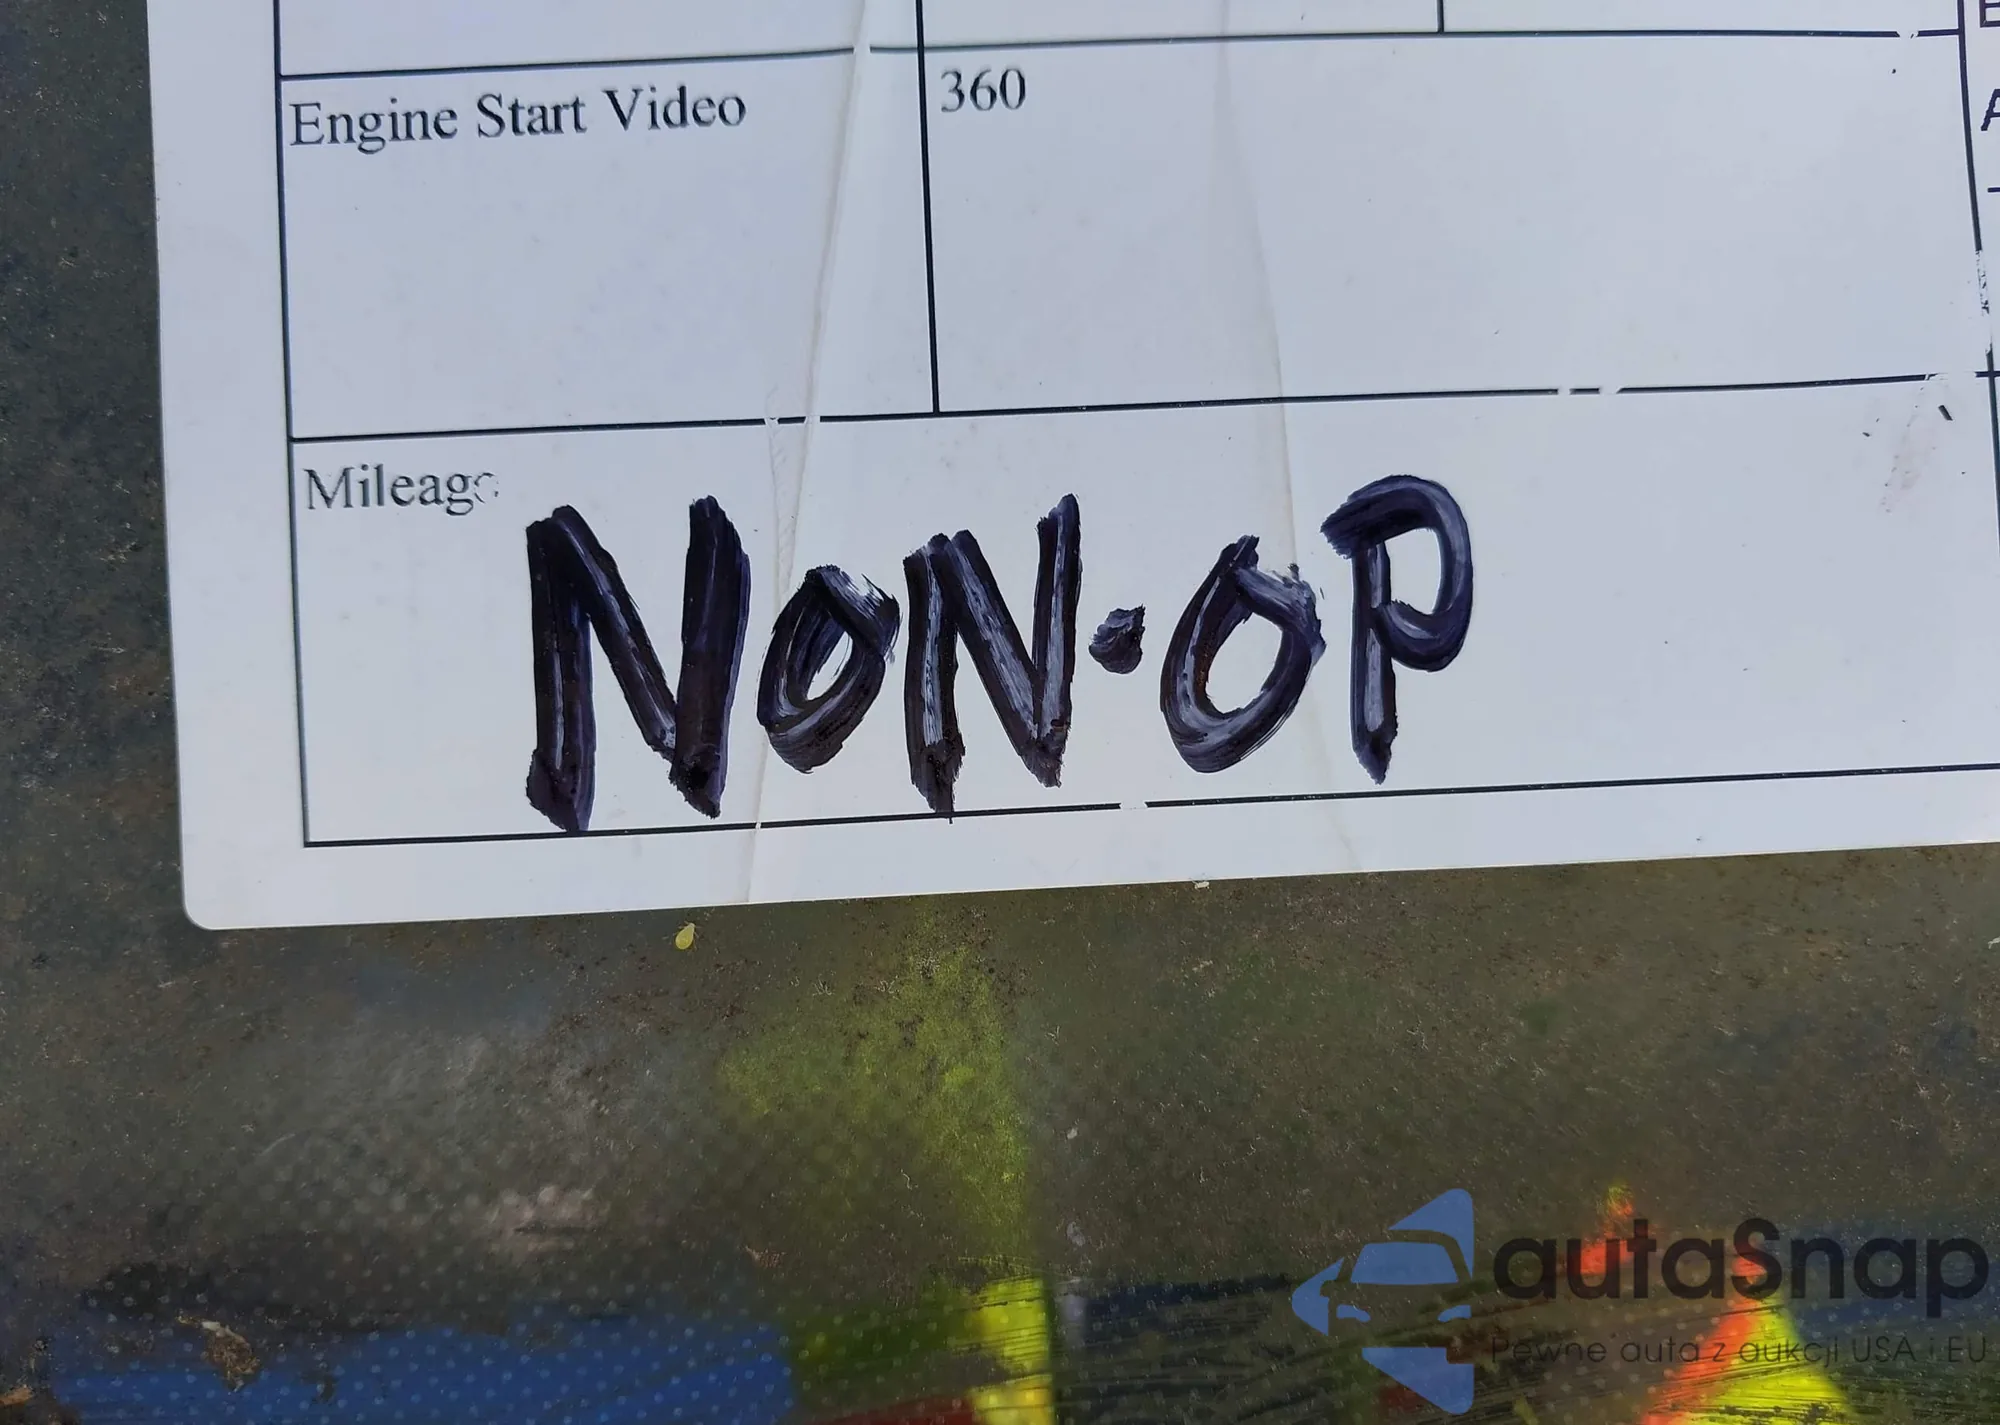 Engine Start Video 360
Mileage
NON-OP
autaSnap
Pewne auta z aukcji USA i EU